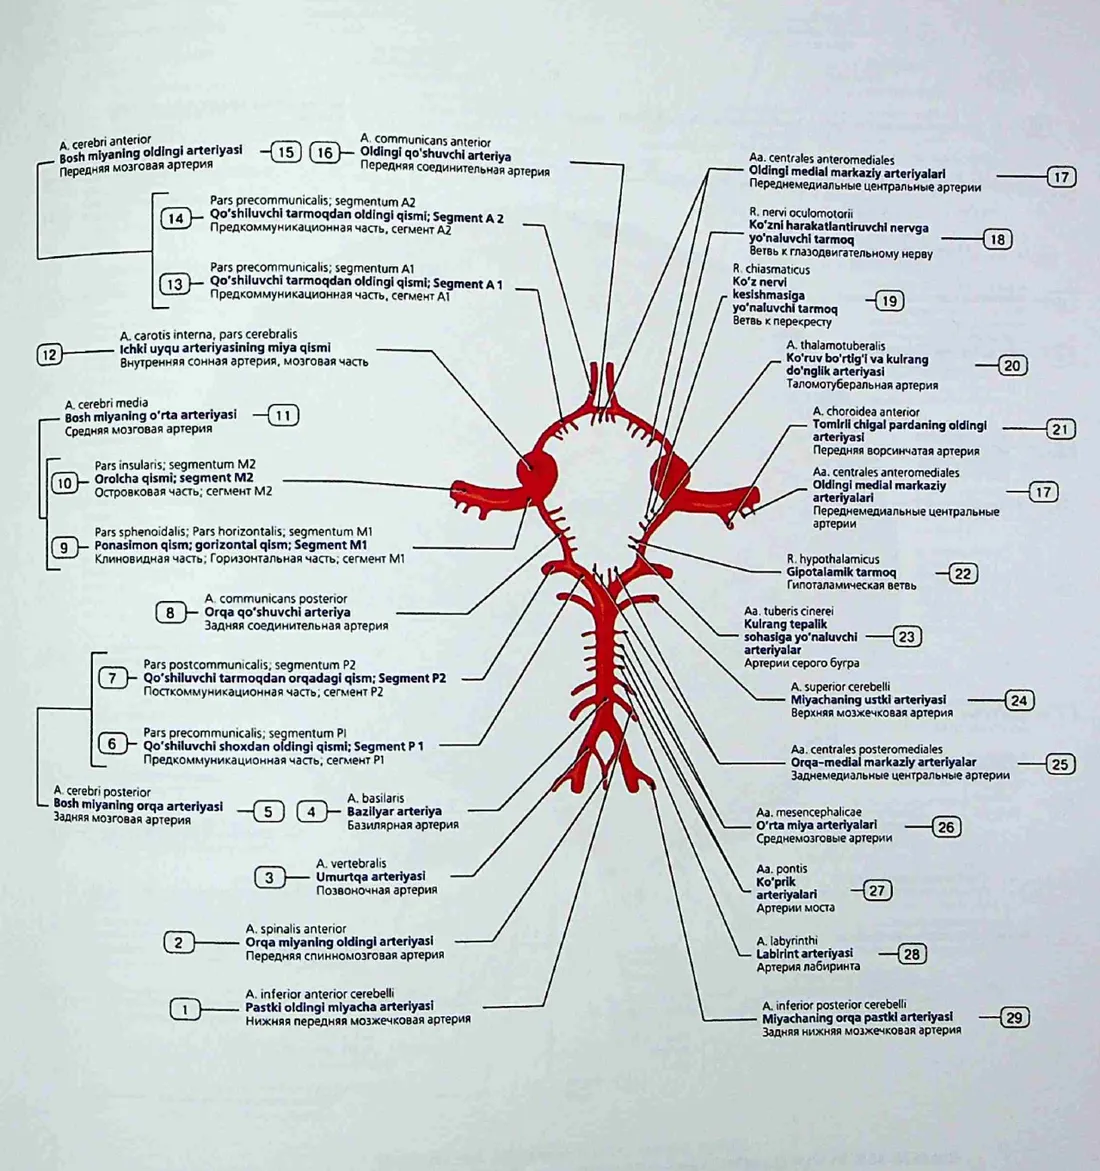 A. cerebri anterior
Bosh miyaning oldingi arteriyasi
Передняя мозговая артерия
15
16
A. communicans anterior
Oldingi qo'shuvchi arteriya
Передняя соединительная артерия
14
Pars precommunicalis; segmentum A2
Qo'shiluvchi tarmoqdan oldingi qismi; Segment A 2
Предкоммуникационная часть, сегмент А2
13
Pars precommunicalis; segmentum A1
Qo'shiluvchi tarmoqdan oldingi qismi; Segment A 1
Предкоммуникационная часть, сегмент А1
12
A. carotis interna, pars cerebralis
Ichki uyqu arteriyasining miya qismi
Внутренняя сонная артерия, мозговая часть
A. cerebri media
Bosh miyaning o'rta arteriyasi
Средняя мозговая артерия
11
10
Pars insularis; segmentum M2
Orolcha qismi; segment M2
Островковая часть; сегмент М2
9
Pars sphenoidalis; Pars horizontalis; segmentum M1
Ponasimon qism; gorizontal qism; Segment M1
Клиновидная часть; Горизонтальная часть; сегмент М1
8
A. communicans posterior
Orqa qo'shuvchi arteriya
Задняя соединительная артерия
7
Pars postcommunicalis; segmentum P2
Qo'shiluvchi tarmoqdan orqadagi qism; Segment P2
Посткоммуникационная часть; сегмент Р2
6
Pars precommunicalis; segmentum PI
Qo'shiluvchi shoxdan oldingi qismi; Segment P 1
Предкоммуникационная часть; сегмент Р1
A. cerebri posterior
Bosh miyaning orqa arteriyasi
Задняя мозговая артерия
5
4
A. basilaris
Bazilyar arteriya
Базилярная артерия
3
A. vertebralis
Umurtqa arteriyasi
Позвоночная артерия
2
A. spinalis anterior
Orqa miyaning oldingi arteriyasi
Передняя спинномозговая артерия
1
A. inferior anterior cerebelli
Pastki oldingi miyacha arteriyasi
Нижняя передняя мозжечковая артерия
Aa. centrales anteromediales
Oldingi medial markaziy arteriyalari
Переднемедиальные центральные артерии
17
R. nervi oculomotorii
Ko'zni harakatlantiruvchi nervga
yo'naluvchi tarmoq
Ветвь к глазодвигательному нерву
18
R. chiasmaticus
Ko'z nervi
kesishmasiga
yo'naluvchi tarmoq
Ветвь к перекресту
19
A. thalamotuberalis
Ko'ruv bo'rtig'i va kulrang
do'nglik arteriyasi
Таломотуберальная артерия
20
A. choroidea anterior
Tomirli chigal pardaning oldingi
arteriyasi
Передняя ворсинчатая артерия
21
Aa. centrales anteromediales
Oldingi medial markaziy
arteriyalari
Переднемедиальные центральные
артерии
17
R. hypothalamicus
Gipotalamik tarmoq
Гипоталамическая ветвь
22
Aa. tuberis cinerei
Kulrang tepalik
sohasiga yo'naluvchi
arteriyalar
Артерии серого бугра
23
A. superior cerebelli
Miyachaning ustki arteriyasi
Верхняя мозжечковая артерия
24
Aa. centrales posteromediales
Orqa-medial markaziy arteriyalar
Заднемедиальные центральные артерии
25
Aa. mesencephalicae
O'rta miya arteriyalari
Среднемозговые артерии
26
Aa. pontis
Ko'prik
arteriyalari
Артерии моста
27
A. labyrinthi
Labirint arteriyasi
Артерия лабиринта
28
A. inferior posterior cerebelli
Miyachaning orqa pastki arteriyasi
Задняя нижняя мозжечковая артерия
29